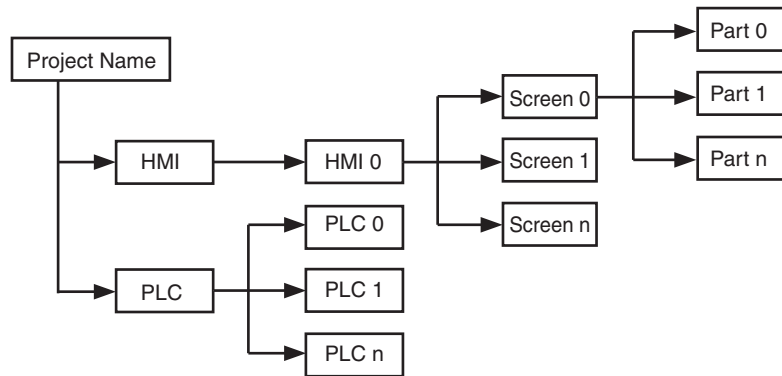 Project Name
HMI
HMI 0
Screen 0
Screen 1
Screen n
Part 0
Part 1
Part n
PLC
PLC 0
PLC 1
PLC n